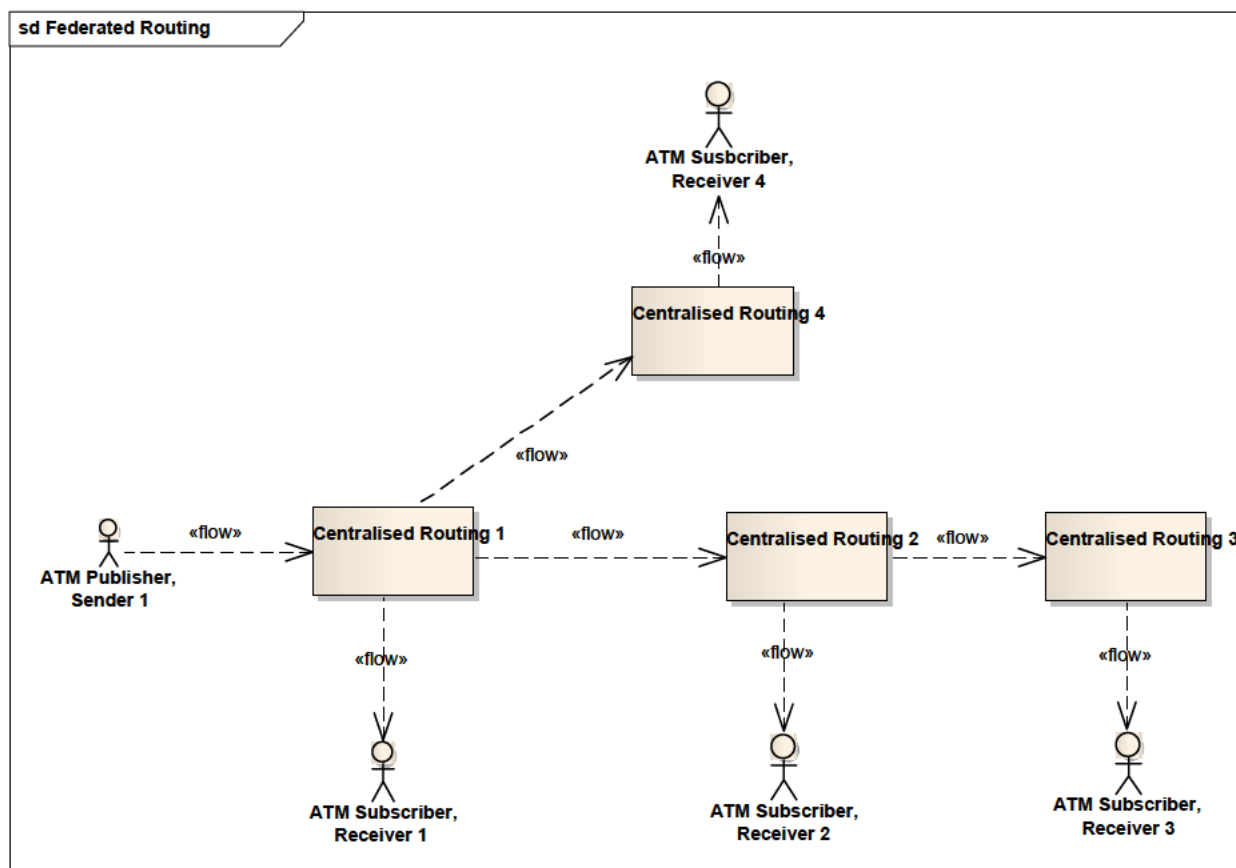 sd Federated Routing
ATM Susbcriber,
Receiver 4
«flow»
Centralised Routing 4
«flow»
«flow»
Centralised Routing 1
«flow»
Centralised Routing 2
«flow»
Centralised Routing 3
ATM Publisher,
Sender 1
«flow»
«flow»
«flow»
ATM Subscriber,
Receiver 1
ATM Subscriber,
Receiver 2
ATM Subscriber,
Receiver 3